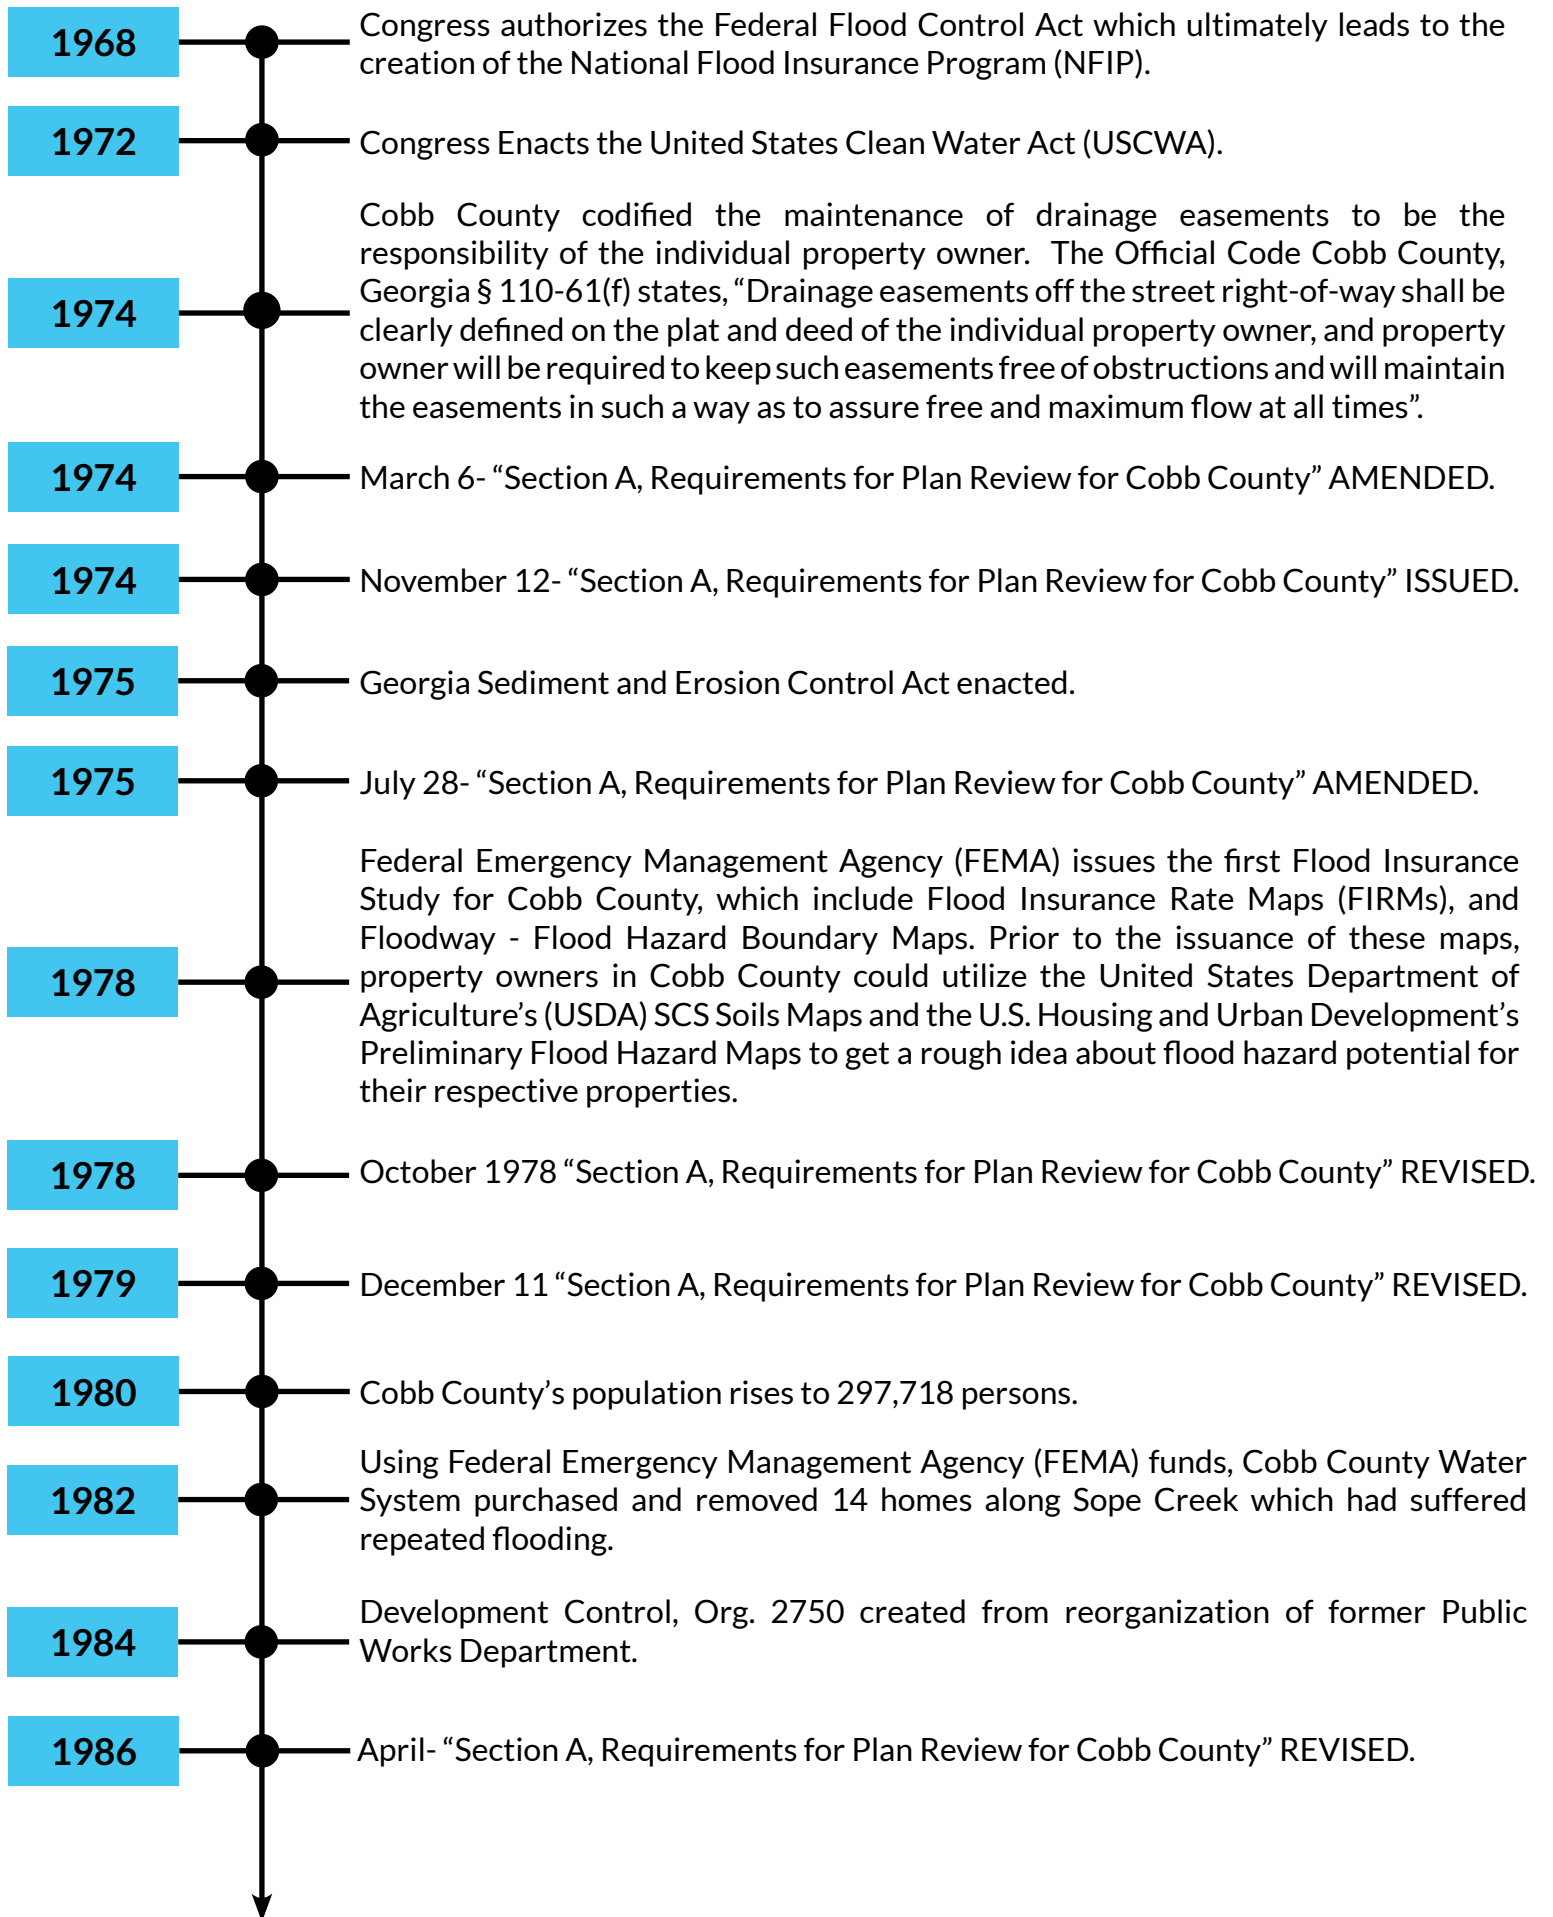 1968
Congress authorizes the Federal Flood Control Act which ultimately leads to the
creation of the National Flood Insurance Program (NFIP).
1972
Congress Enacts the United States Clean Water Act (USCWA).
1974
Cobb County codified the maintenance of drainage easements to be the
responsibility of the individual property owner.  The Official Code Cobb County,
Georgia § 110-61(f) states, “Drainage easements off the street right-of-way shall be
clearly defined on the plat and deed of the individual property owner, and property
owner will be required to keep such easements free of obstructions and will maintain
the easements in such a way as to assure free and maximum flow at all times”.
1974
March 6- “Section A, Requirements for Plan Review for Cobb County” AMENDED.
1974
November 12- “Section A, Requirements for Plan Review for Cobb County” ISSUED.
1975
Georgia Sediment and Erosion Control Act enacted.
1975
July 28- “Section A, Requirements for Plan Review for Cobb County” AMENDED.
1978
Federal Emergency Management Agency (FEMA) issues the first Flood Insurance
Study for Cobb County, which include Flood Insurance Rate Maps (FIRMs), and
Floodway - Flood Hazard Boundary Maps. Prior to the issuance of these maps,
property owners in Cobb County could utilize the United States Department of
Agriculture’s (USDA) SCS Soils Maps and the U.S. Housing and Urban Development’s
Preliminary Flood Hazard Maps to get a rough idea about flood hazard potential for
their respective properties.
1978
October 1978 “Section A, Requirements for Plan Review for Cobb County” REVISED.
1979
December 11 “Section A, Requirements for Plan Review for Cobb County” REVISED.
1980
Cobb County’s population rises to 297,718 persons.
1982
Using Federal Emergency Management Agency (FEMA) funds, Cobb County Water
System purchased and removed 14 homes along Sope Creek which had suffered
repeated flooding.
1984
Development Control, Org. 2750 created from reorganization of former Public
Works Department.
1986
April- “Section A, Requirements for Plan Review for Cobb County” REVISED.